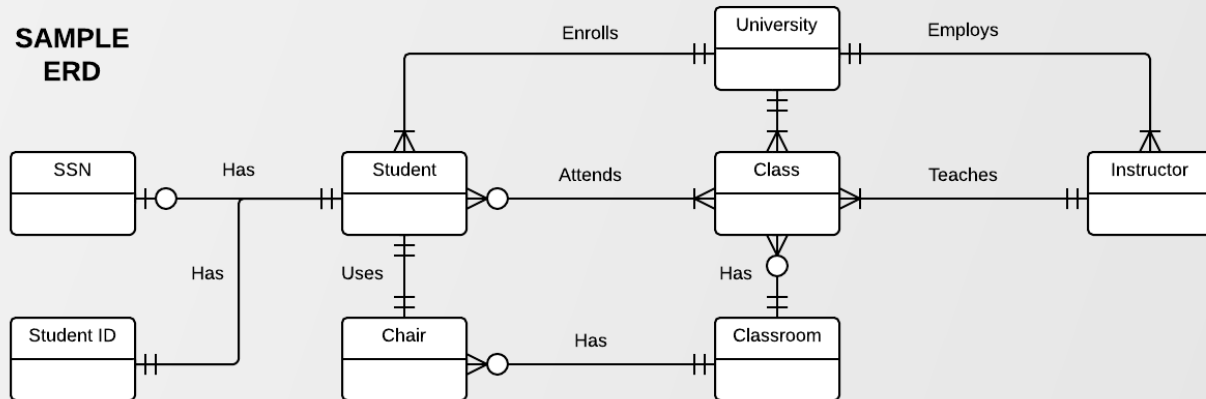 SAMPLE
ERD
University
Enrolls
Employs
SSN
Has
Student
Attends
Class
Teaches
Instructor
Has
Uses
Has
Student ID
Chair
Has
Classroom